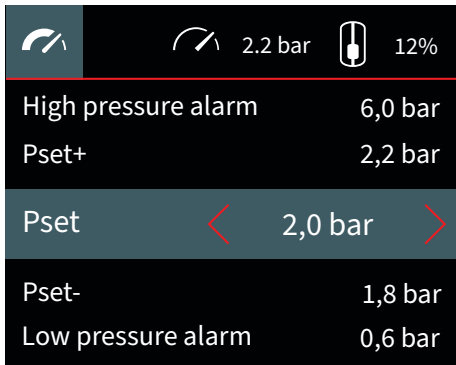 2.2 bar 12%
High pressure alarm 6,0 bar
Pset+ 2,2 bar
Pset 2,0 bar
Pset- 1,8 bar
Low pressure alarm 0,6 bar